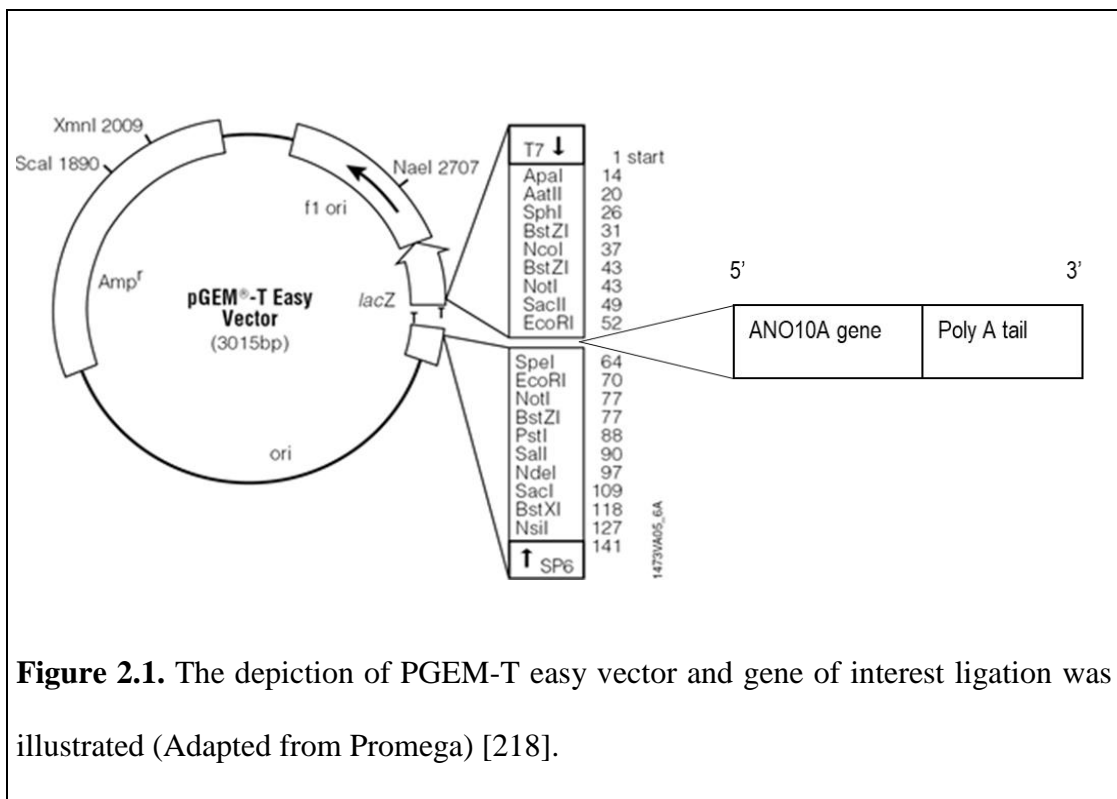 XmnI 2009
ScaI 1890
NaeI 2707
f1 ori
Ampr
pGEM®-T Easy
Vector
(3015bp)
lacZ
T T
ori
T7 ↓
1 start
ApaI 14
AatII 20
SphI 26
BstZI 31
NcoI 37
BstZI 43
NotI 43
SacII 49
EcoRI 52
SpeI 64
EcoRI 70
NotI 77
BstZI 77
PstI 88
SalI 90
NdeI 97
SacI 109
BstXI 118
NsiI 127
141
↑ SP6
1473VA05_6A
5’ 3’
ANO10A gene Poly A tail
Figure 2.1. The depiction of PGEM-T easy vector and gene of interest ligation was
illustrated (Adapted from Promega) [218].